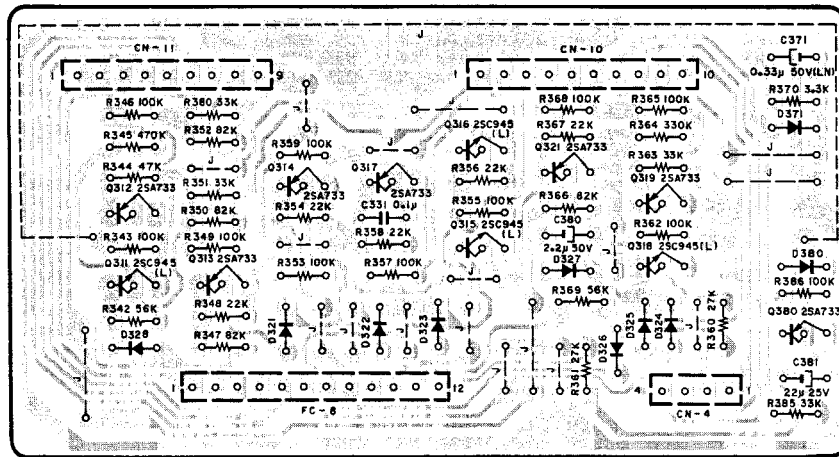 J
CN-11
1 9
CN-10
1 10
C371
0.33μ 50V(LN)
R370 3.3K
D371
R346 100K
R380 33K
R345 470K
R352 82K
R344 47K
J
Q312 2SA733
R351 33K
R350 82K
R343 100K
R349 100K
Q311 2SC945
(L)
Q313 2SA733
R342 56K
R348 22K
D328
R347 82K
J
J
R359 100K
Q314
2SA733
R354 22K
J
R353 100K
J
Q317
2SA733
C331 0.1μ
R358 22K
R357 100K
J
Q316 2SC945
(L)
R356 22K
R355 100K
Q315 2SC945
(L)
J
R368 100K
R367 22K
Q321 2SA733
R366 82K
C380
2.2μ 50V
D327
J
R369 56K
R365 100K
R364 330K
R363 33K
Q319 2SA733
R362 100K
Q318 2SC945(L)
J
J
D380
R386 100K
Q380 2SA733
C381
22μ 25V
R385 33K
D321
J
J
D322
J
D323
J
J
J
J
J
R361 27K
D326
D325
D324
J
R360 27K
1 12
FC-6
4 1
CN-4